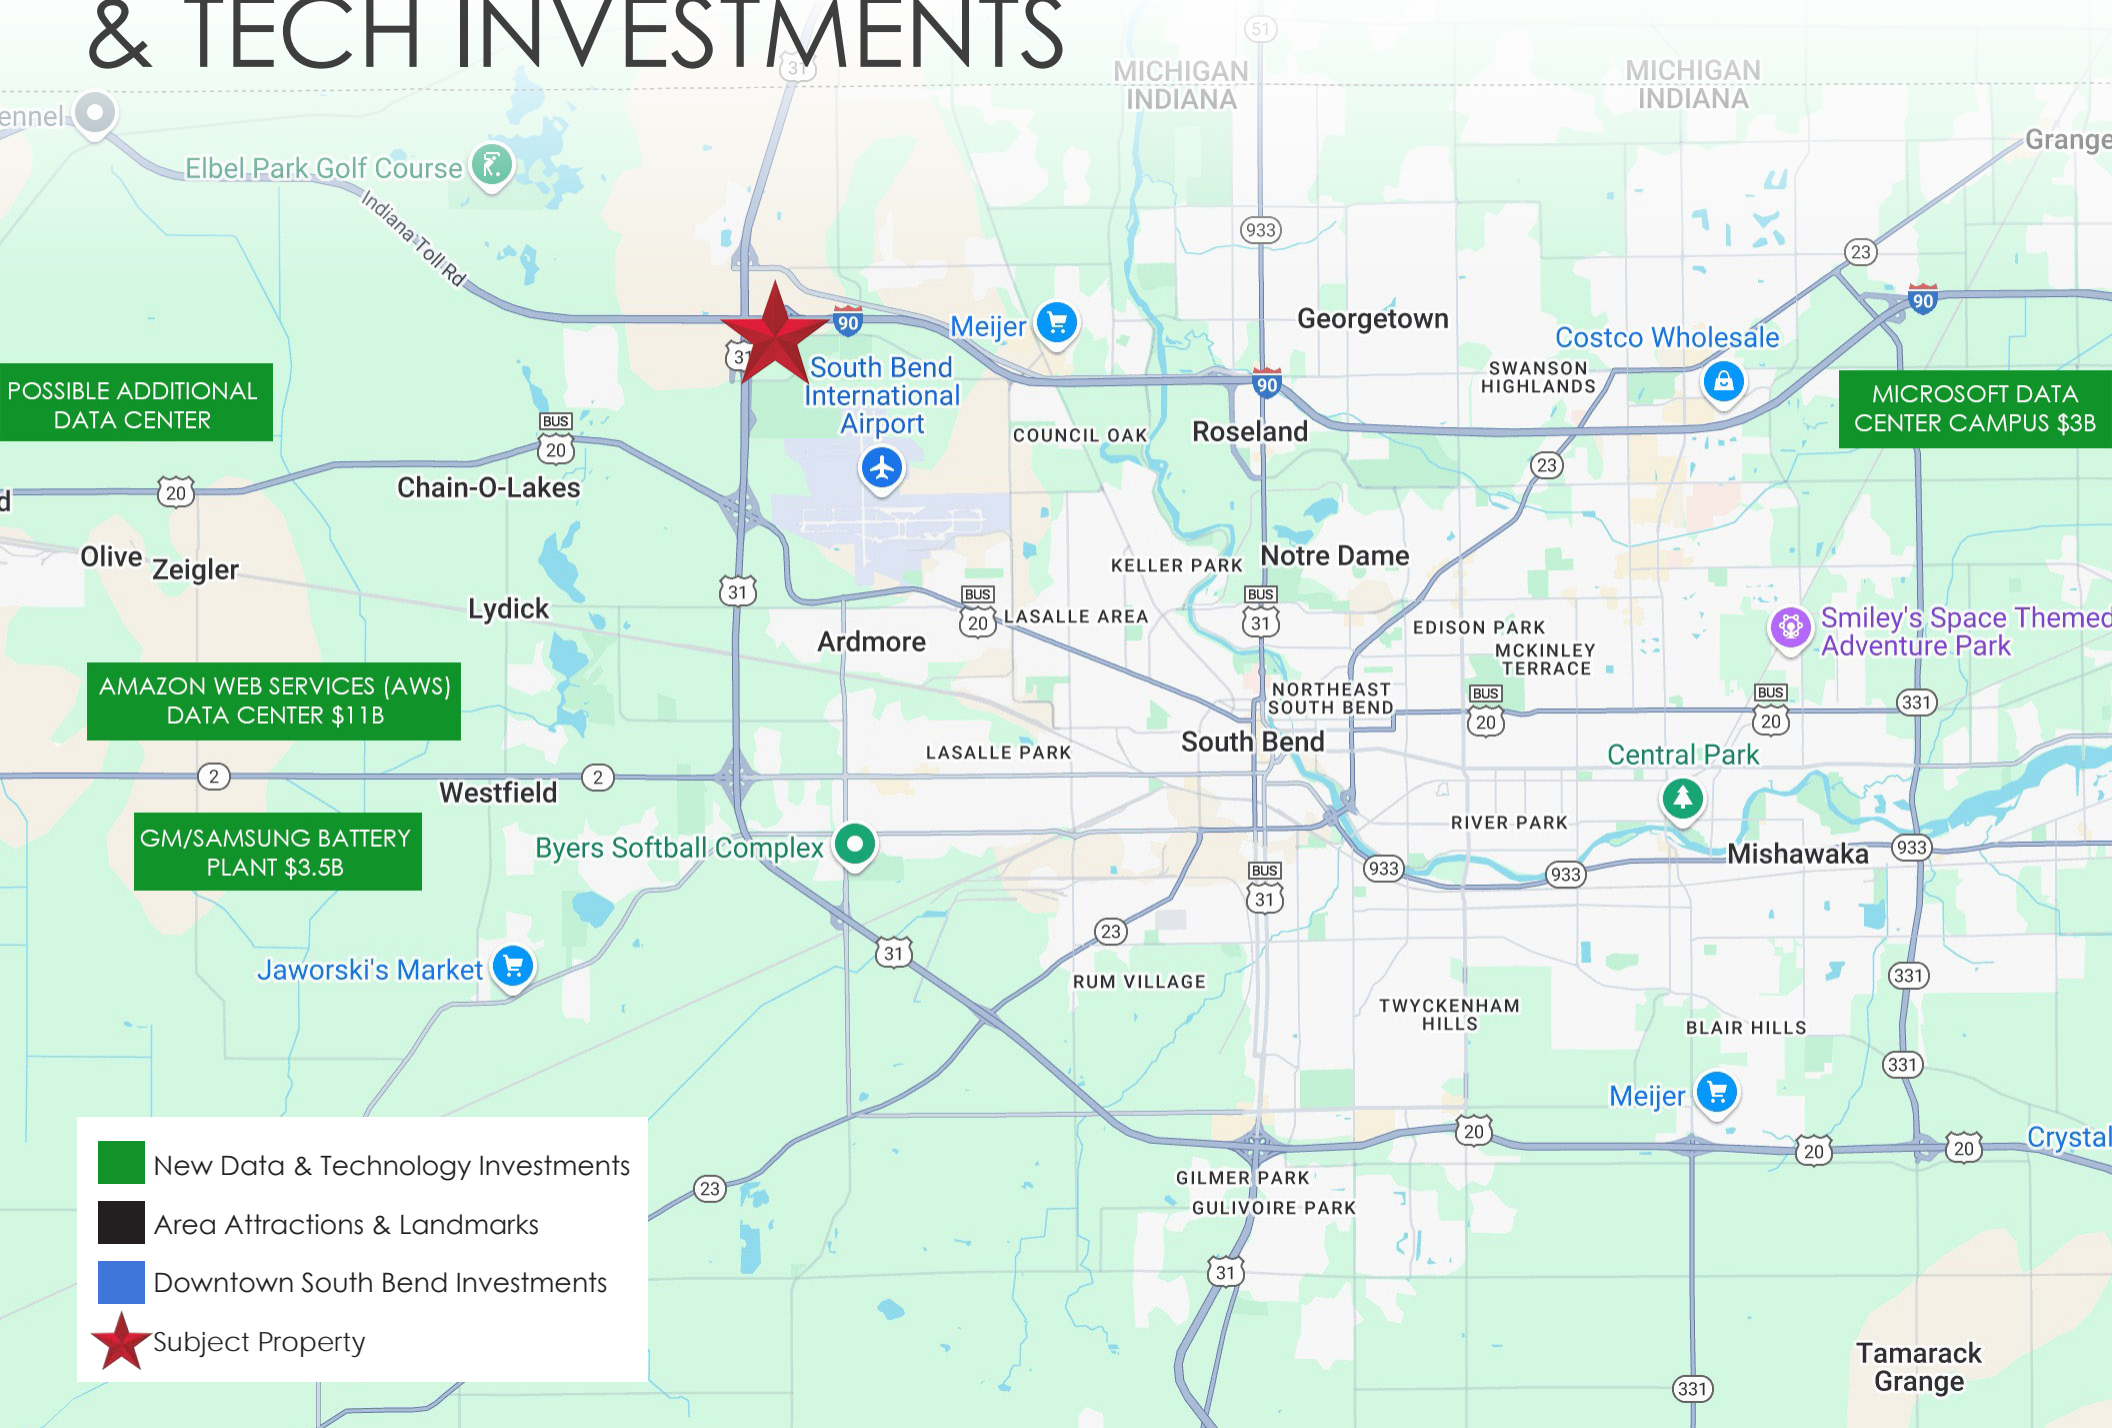 & TECH INVESTMENTS
31
51
MICHIGAN
INDIANA
MICHIGAN
INDIANA
ennel
Grange
Elbel Park Golf Course
Indiana Toll Rd
933
23
90
90
Meijer
Georgetown
Costco Wholesale
31
South Bend
International
Airport
SWANSON
HIGHLANDS
90
POSSIBLE ADDITIONAL
DATA CENTER
MICROSOFT DATA
CENTER CAMPUS $3B
BUS
20
COUNCIL OAK
Roseland
23
20
Chain-O-Lakes
d
Olive
Zeigler
KELLER PARK
Notre Dame
31
Lydick
BUS
20
LASALLE AREA
BUS
31
Ardmore
EDISON PARK
MCKINLEY
TERRACE
Smiley's Space Themed
Adventure Park
AMAZON WEB SERVICES (AWS)
DATA CENTER $11B
NORTHEAST
SOUTH BEND
BUS
20
BUS
20
331
LASALLE PARK
South Bend
Central Park
2
Westfield
2
GM/SAMSUNG BATTERY
PLANT $3.5B
Byers Softball Complex
RIVER PARK
Mishawaka
933
933
933
BUS
31
23
31
Jaworski's Market
RUM VILLAGE
331
TWYCKENHAM
HILLS
BLAIR HILLS
331
Meijer
20
20
20
Crystal
GILMER PARK
GULIVOIRE PARK
23
31
331
Tamarack
Grange
New Data & Technology Investments
Area Attractions & Landmarks
Downtown South Bend Investments
Subject Property